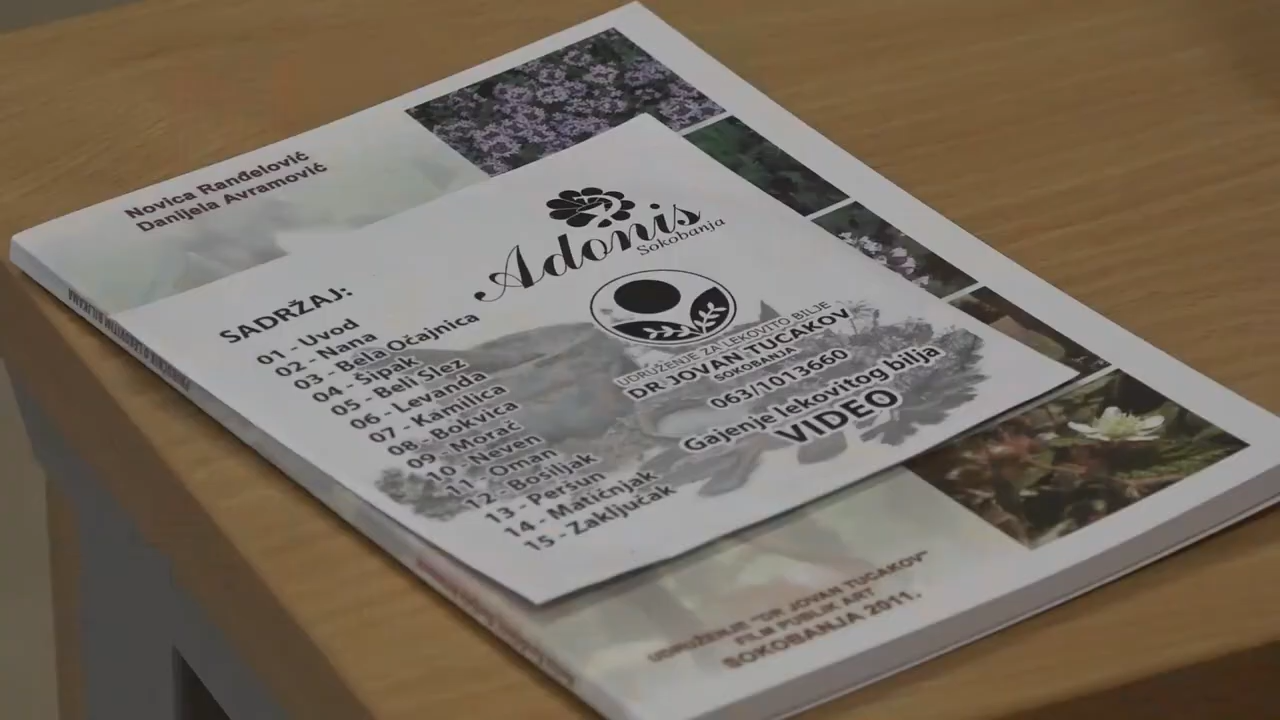 Novica Ranđelović
Danijela Avramović
Adonis
Sokobanja
SADRŽAJ:
01 - Uvod
02 - Nana
03 - Bela Očajnica
04 - Šipak
05 - Beli Slez
06 - Levanda
07 - Kamilica
08 - Bokvica
09 - Morač
10 - Neven
11 - Oman
12 - Bosiljak
13 - Peršun
14 - Matičnjak
15 - Zaključak
UDRUŽENJE ZA LEKOVITO BILJE
DR JOVAN TUCAKOV
SOKOBANJA
063/1013660
Gajenje lekovitog bilja
VIDEO
UDRUŽENJE "DR JOVAN TUCAKOV"
FILM PUBLIK ART
SOKOBANJA 2011.